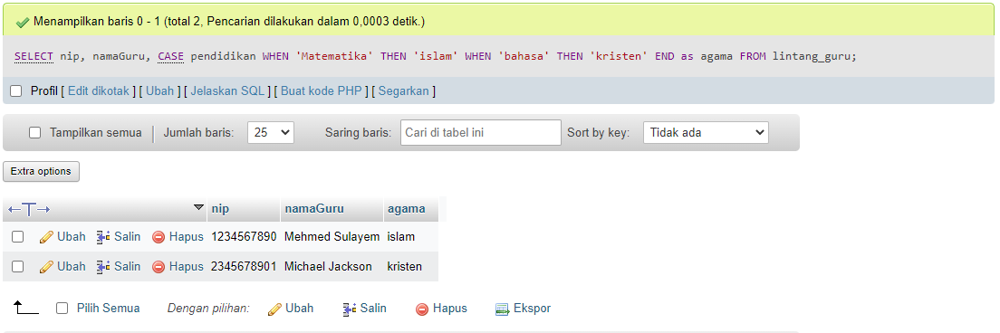 Menampilkan baris 0 - 1 (total 2, Pencarian dilakukan dalam 0,0003 detik.)
SELECT nip, namaGuru, CASE pendidikan WHEN 'Matematika' THEN 'islam' WHEN 'bahasa' THEN 'kristen' END as agama FROM lintang_guru;
Profil [ Edit dikotak ] [ Ubah ] [ Jelaskan SQL ] [ Buat kode PHP ] [ Segarkan ]
Tampilkan semua | Jumlah baris: 25 Saring baris: Cari di tabel ini Sort by key: Tidak ada
Extra options
←T→ nip namaGuru agama
Ubah Salin Hapus 1234567890 Mehmed Sulayem islam
Ubah Salin Hapus 2345678901 Michael Jackson kristen
Pilih Semua Dengan pilihan: Ubah Salin Hapus Ekspor